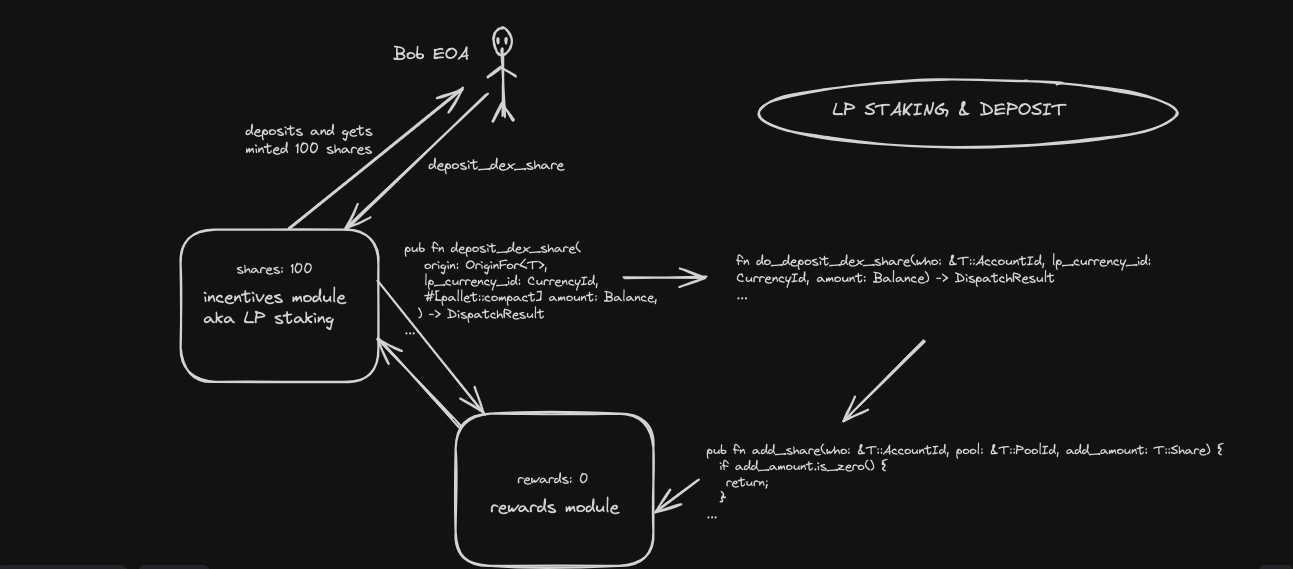 Bob EOA
LP STAKING & DEPOSIT
deposits and gets
minted 100 shares
deposit_dex_share
shares: 100
incentives module
aka LP staking
pub fn deposit_dex_share(
origin: OriginFor<T>,
lp_currency_id: CurrencyId,
#[pallet::compact] amount: Balance,
) -> DispatchResult
...
fn do_deposit_dex_share(who: &T::AccountId, lp_currency_id:
CurrencyId, amount: Balance) -> DispatchResult
...
rewards: 0
rewards module
pub fn add_share(who: &T::AccountId, pool: &T::PoolId, add_amount: T::Share) {
if add_amount.is_zero() {
return;
}
...